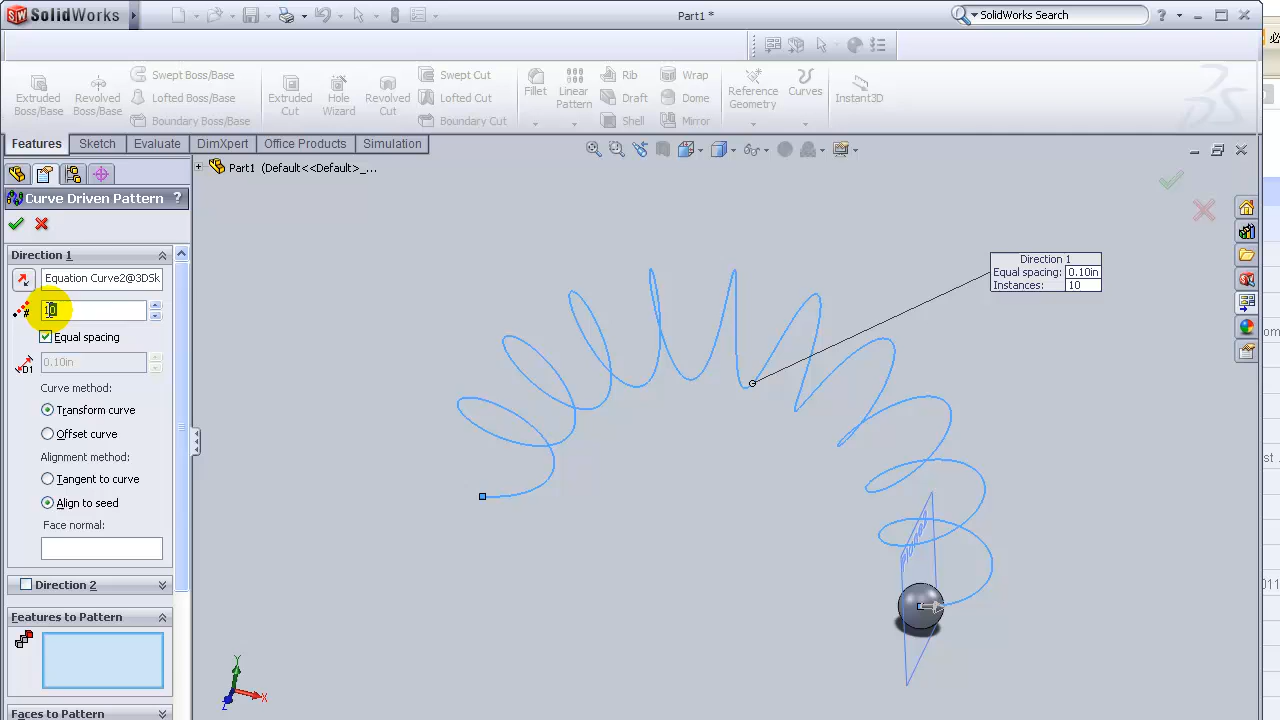 SolidWorks
Part1 *
SolidWorks Search
Extruded Boss/Base
Revolved Boss/Base
Swept Boss/Base
Lofted Boss/Base
Boundary Boss/Base
Extruded Cut
Hole Wizard
Revolved Cut
Swept Cut
Lofted Cut
Boundary Cut
Fillet
Linear Pattern
Rib
Draft
Shell
Wrap
Dome
Mirror
Reference Geometry
Curves
Instant3D
Features
Sketch
Evaluate
DimXpert
Office Products
Simulation
Part1 (Default<<Default>_...
Curve Driven Pattern
?
Direction 1
Equation Curve2@3DSk
10
Equal spacing
0.10in
Curve method:
Transform curve
Offset curve
Alignment method:
Tangent to curve
Align to seed
Face normal:
Direction 2
Features to Pattern
Faces to Pattern
Direction 1
Equal spacing: 0.10in
Instances: 10
Y
X
Z